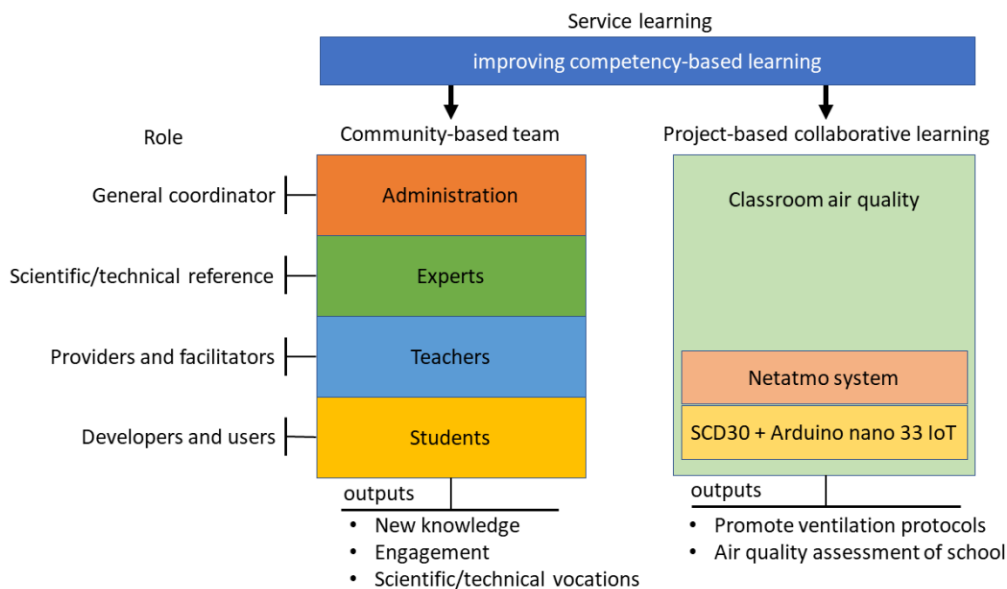 Service learning
improving competency-based learning
Role
Community-based team
Project-based collaborative learning
General coordinator
Administration
Classroom air quality
Scientific/technical reference
Experts
Providers and facilitators
Teachers
Netatmo system
Developers and users
Students
SCD30 + Arduino nano 33 IoT
outputs
• New knowledge
• Engagement
• Scientific/technical vocations
outputs
• Promote ventilation protocols
• Air quality assessment of school